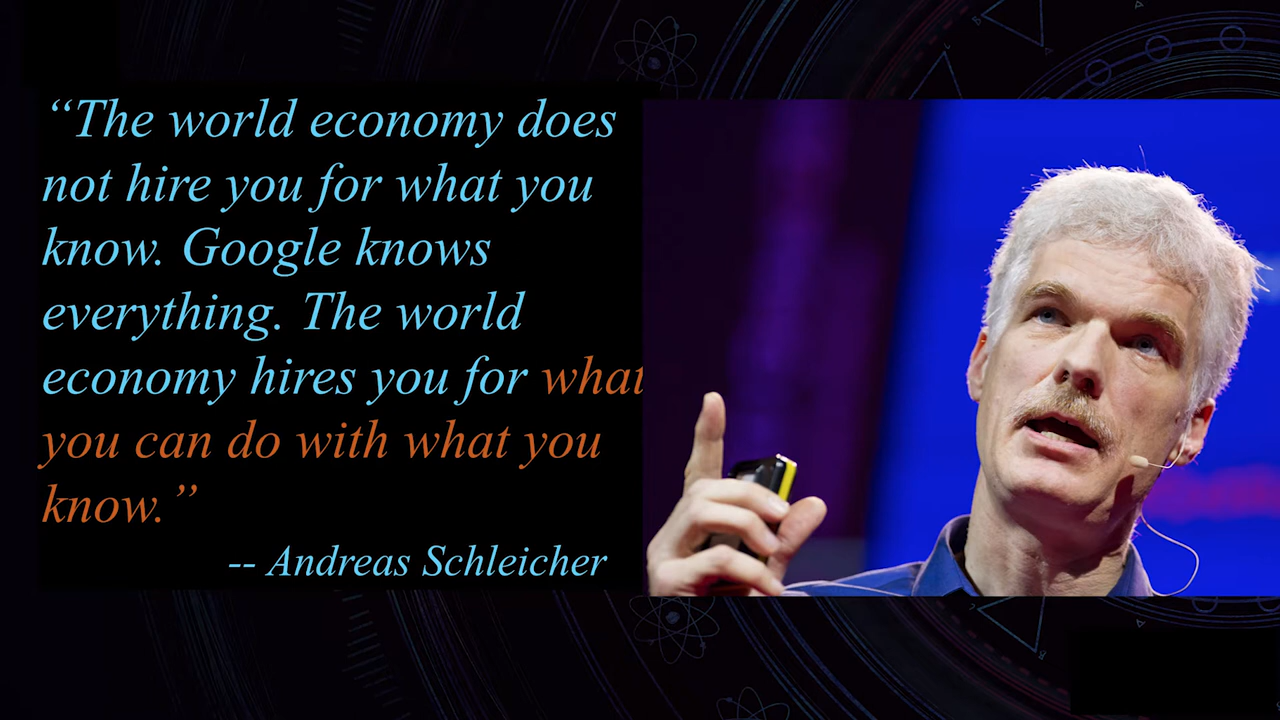 “The world economy does
not hire you for what you
know. Google knows
everything. The world
economy hires you for what
you can do with what you
know.”
-- Andreas Schleicher